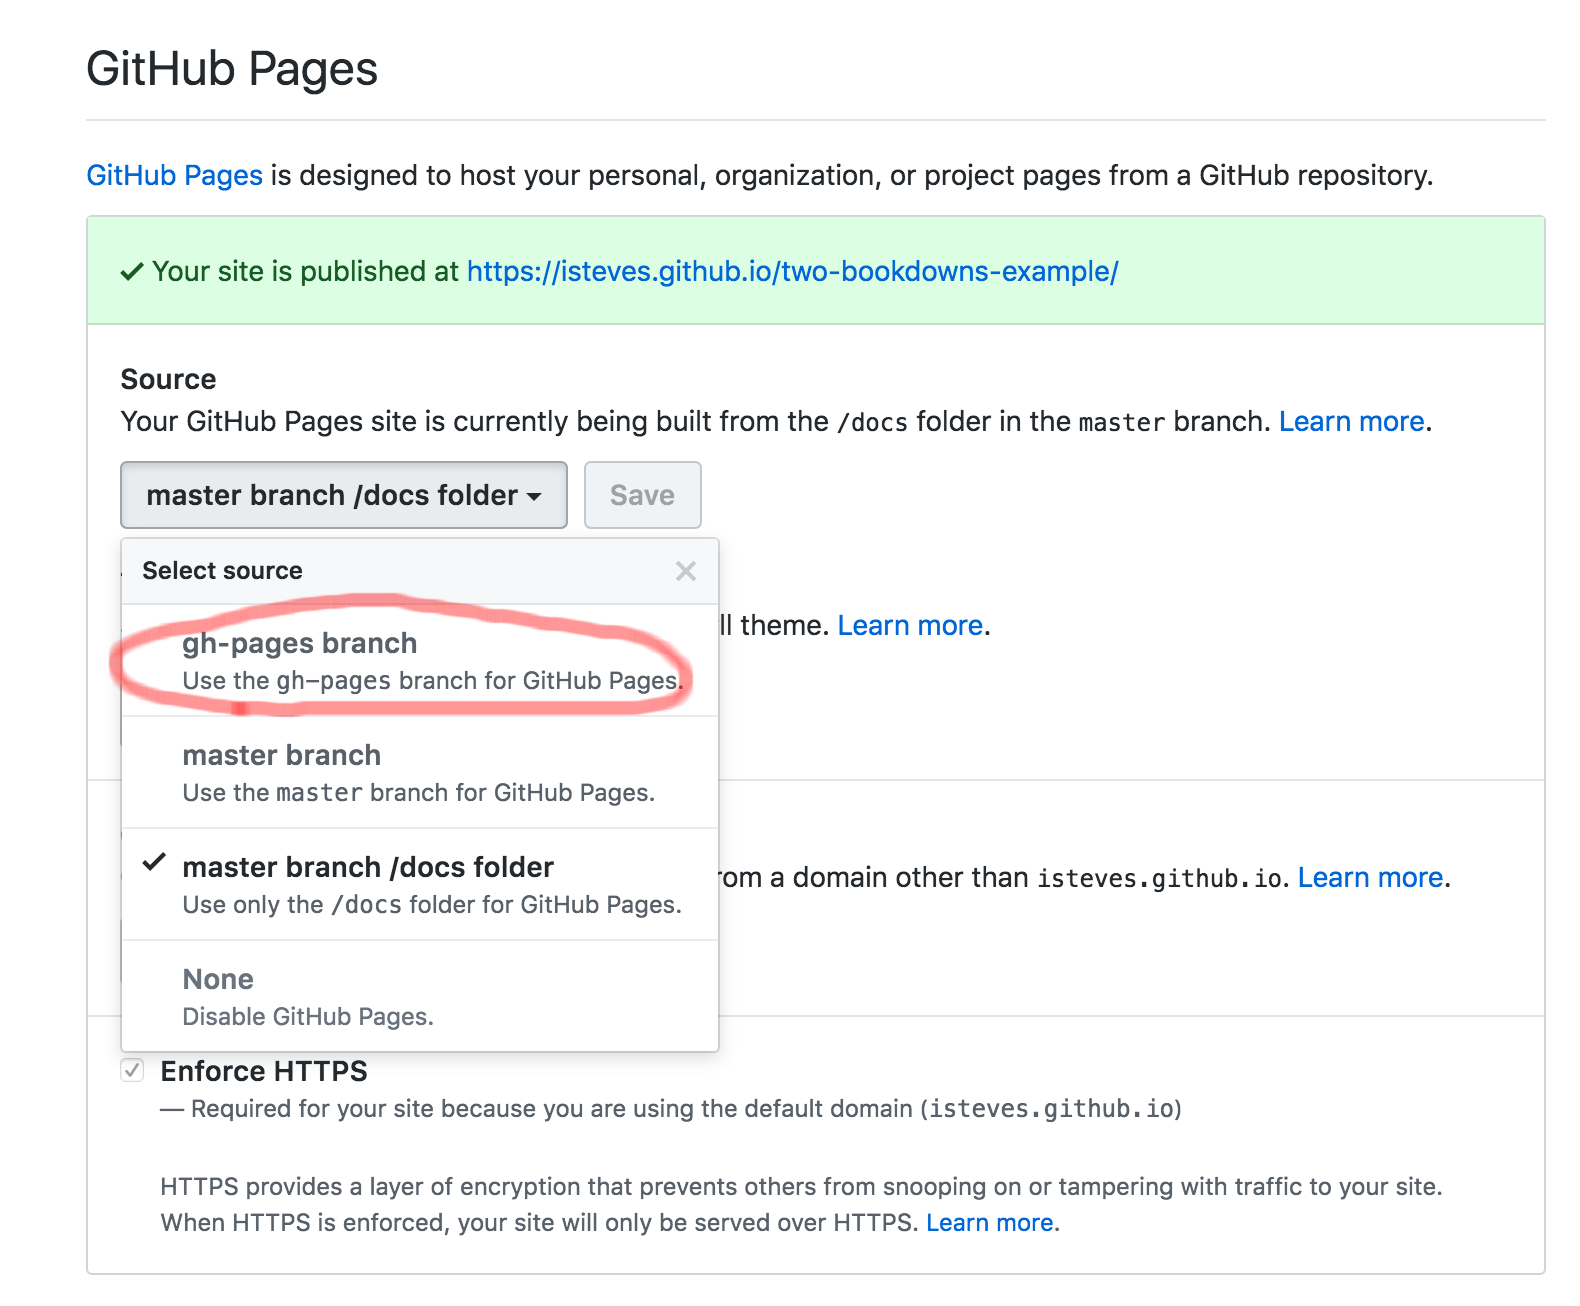 GitHub Pages
GitHub Pages is designed to host your personal, organization, or project pages from a GitHub repository.
Your site is published at https://isteves.github.io/two-bookdowns-example/
Source
Your GitHub Pages site is currently being built from the /docs folder in the master branch. Learn more.
master branch /docs folder
Save
Select source
gh-pages branch
Use the gh-pages branch for GitHub Pages.
theme. Learn more.
master branch
Use the master branch for GitHub Pages.
master branch /docs folder
a domain other than isteves.github.io. Learn more.
Use only the /docs folder for GitHub Pages.
None
Disable GitHub Pages.
Enforce HTTPS
— Required for your site because you are using the default domain (isteves.github.io)
HTTPS provides a layer of encryption that prevents others from snooping on or tampering with traffic to your site.
When HTTPS is enforced, your site will only be served over HTTPS. Learn more.